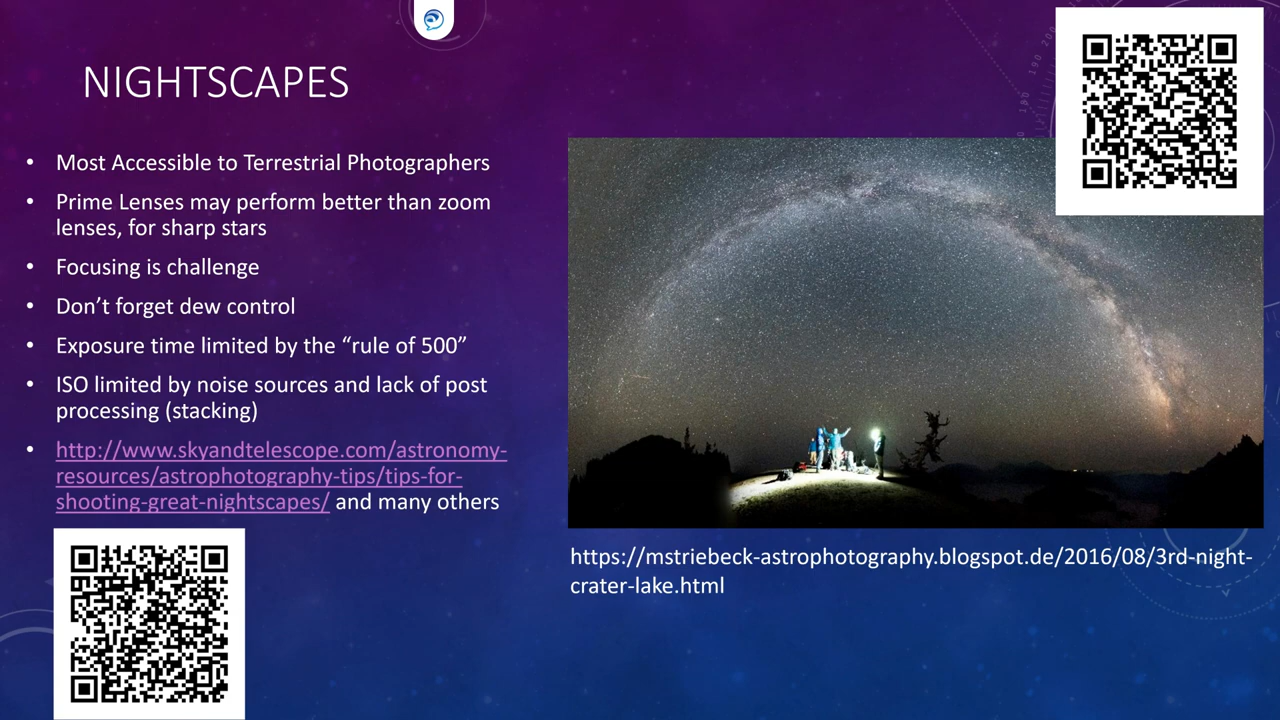 NIGHTSCAPES
• Most Accessible to Terrestrial Photographers
• Prime Lenses may perform better than zoom
lenses, for sharp stars
• Focusing is challenge
• Don’t forget dew control
• Exposure time limited by the “rule of 500”
• ISO limited by noise sources and lack of post
processing (stacking)
• http://www.skyandtelescope.com/astronomy-
resources/astrophotography-tips/tips-for-
shooting-great-nightscapes/ and many others
https://mstriebeck-astrophotography.blogspot.de/2016/08/3rd-night-
crater-lake.html